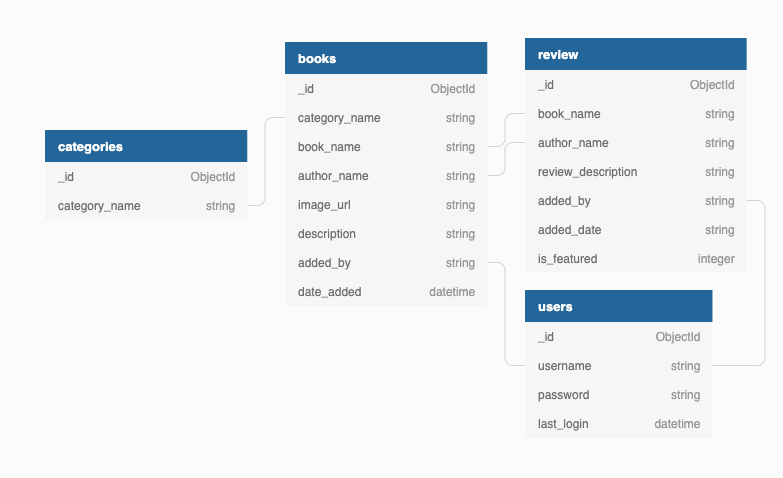 categories
_id ObjectId
category_name string
books
_id ObjectId
category_name string
book_name string
author_name string
image_url string
description string
added_by string
date_added datetime
review
_id ObjectId
book_name string
author_name string
review_description string
added_by string
added_date string
is_featured integer
users
_id ObjectId
username string
password string
last_login datetime